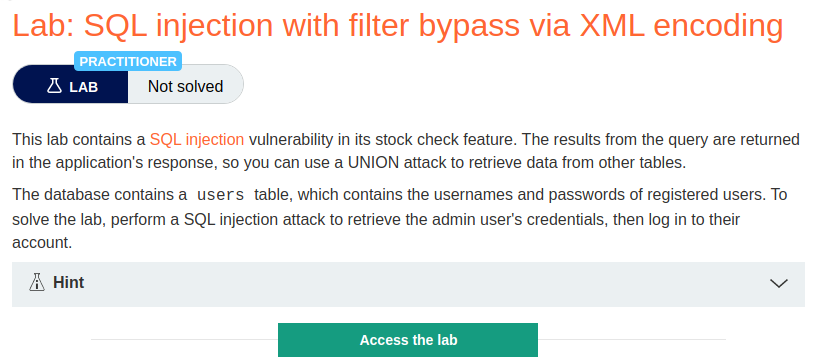 Lab: SQL injection with filter bypass via XML encoding
PRACTITIONER
LAB
Not solved
This lab contains a SQL injection vulnerability in its stock check feature. The results from the query are returned
in the application's response, so you can use a UNION attack to retrieve data from other tables.
The database contains a users table, which contains the usernames and passwords of registered users. To
solve the lab, perform a SQL injection attack to retrieve the admin user's credentials, then log in to their
account.
Hint
Access the lab